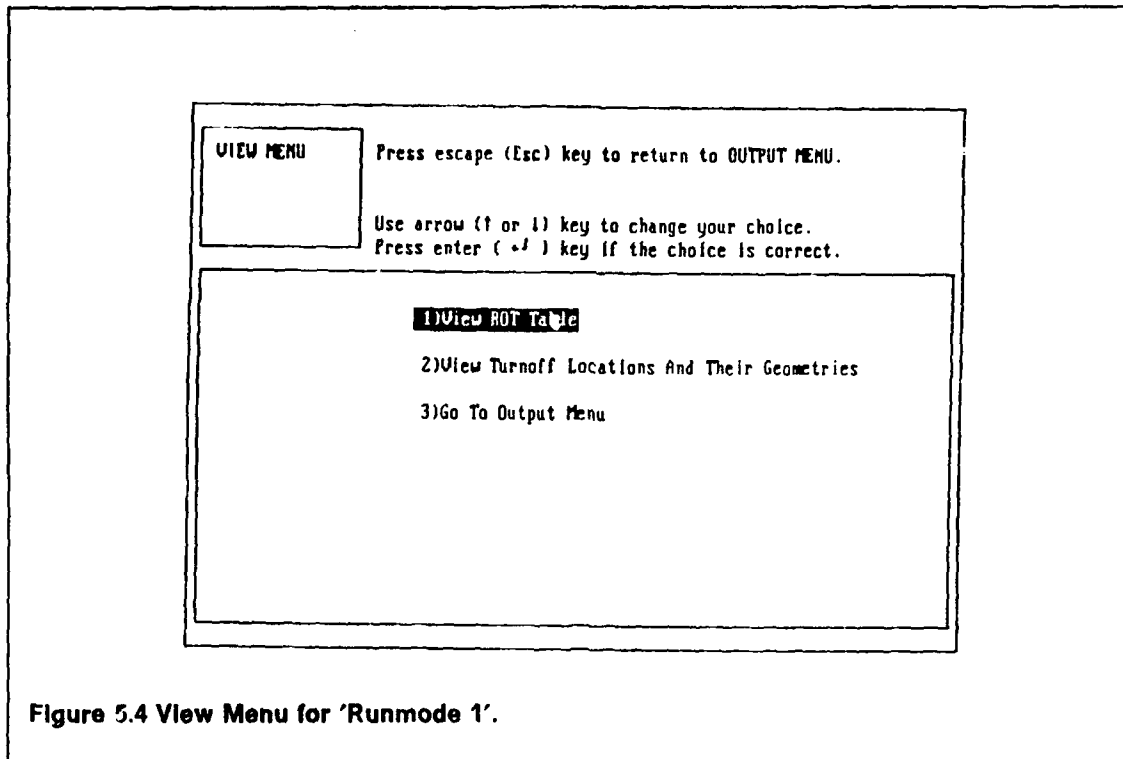 VIEW MENU
Press escape (Esc) key to return to OUTPUT MENU.
Use arrow (↑ or ↓) key to change your choice.
Press enter ( ↵ ) key if the choice is correct.
1)View ROT Table
2)View Turnoff Locations And Their Geometries
3)Go To Output Menu
Figure 5.4 View Menu for 'Runmode 1'.